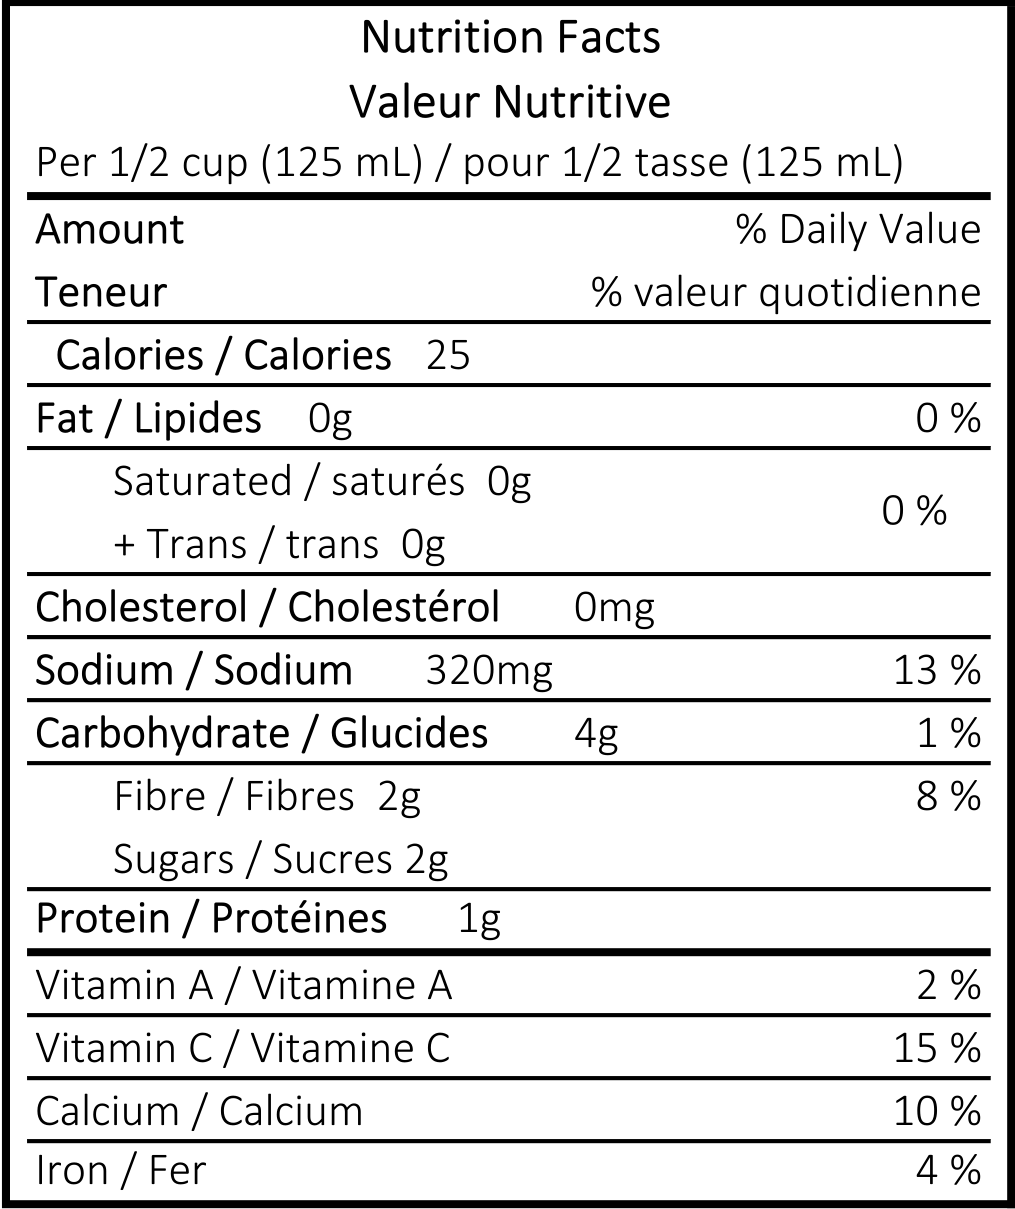 Nutrition Facts
Valeur Nutritive
Per 1/2 cup (125 mL) / pour 1/2 tasse (125 mL)
Amount % Daily Value
Teneur % valeur quotidienne
Calories / Calories 25
Fat / Lipides 0g 0 %
Saturated / saturés 0g
0 %
+ Trans / trans 0g
Cholesterol / Cholestérol 0mg
Sodium / Sodium 320mg 13 %
Carbohydrate / Glucides 4g 1 %
Fibre / Fibres 2g 8 %
Sugars / Sucres 2g
Protein / Protéines 1g
Vitamin A / Vitamine A 2 %
Vitamin C / Vitamine C 15 %
Calcium / Calcium 10 %
Iron / Fer 4 %